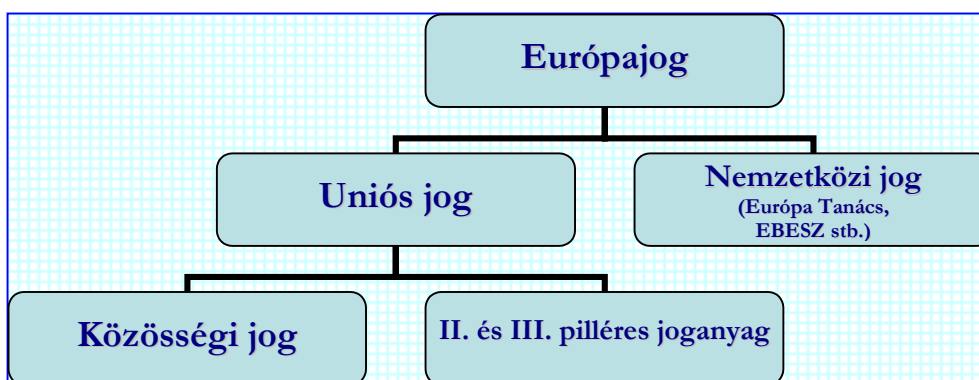 Európajog
Uniós jog
Nemzetközi jog
(Európa Tanács,
EBESZ stb.)
Közösségi jog
II. és III. pilléres joganyag